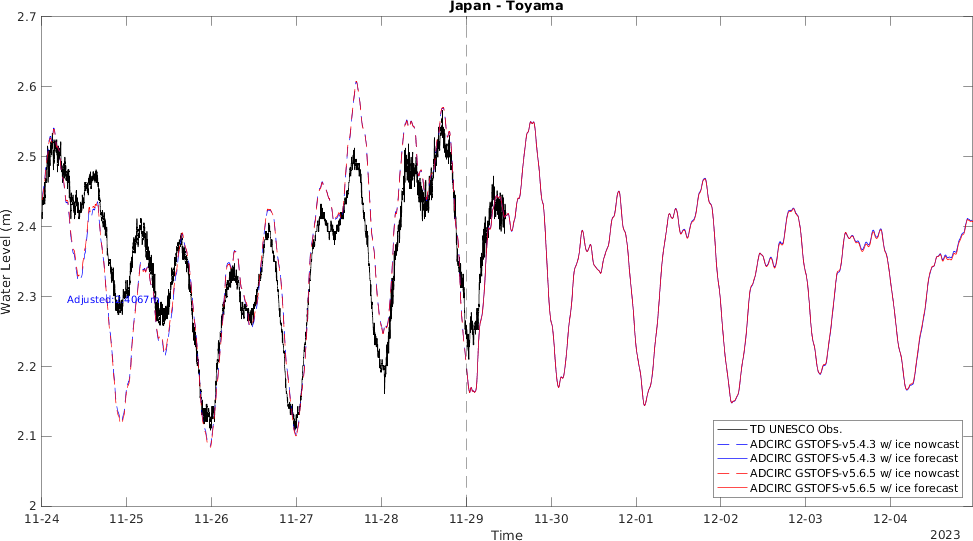 Japan - Toyama
2.7
2.6
2.5
2.4
2.3
2.2
2.1
2
Water Level (m)
TD UNESCO Obs.
ADCIRC GSTOFS-v5.4.3 w/ ice nowcast
ADCIRC GSTOFS-v5.4.3 w/ ice forecast
ADCIRC GSTOFS-v5.6.5 w/ ice nowcast
ADCIRC GSTOFS-v5.6.5 w/ ice forecast
11-24 11-25 11-26 11-27 11-28 11-29 11-30 12-01 12-02 12-03 12-04
Time
2023